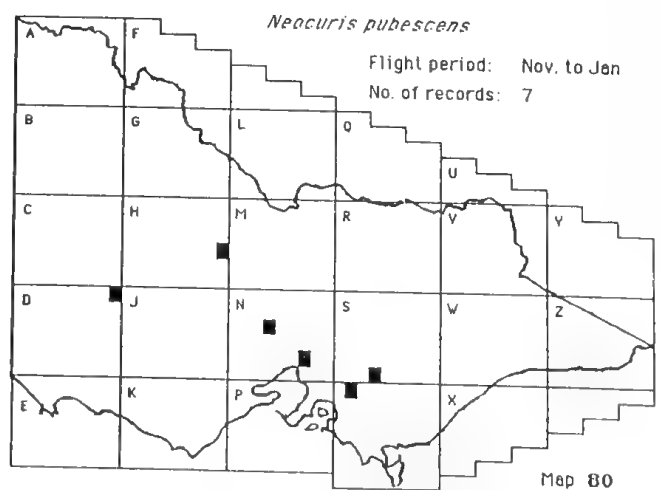 Neocuris pubescens
Flight period: Nov. to Jan
No. of records: 7
A F
B G L Q
U
C H M R V Y
D J N S W Z
E K P X
Map 80